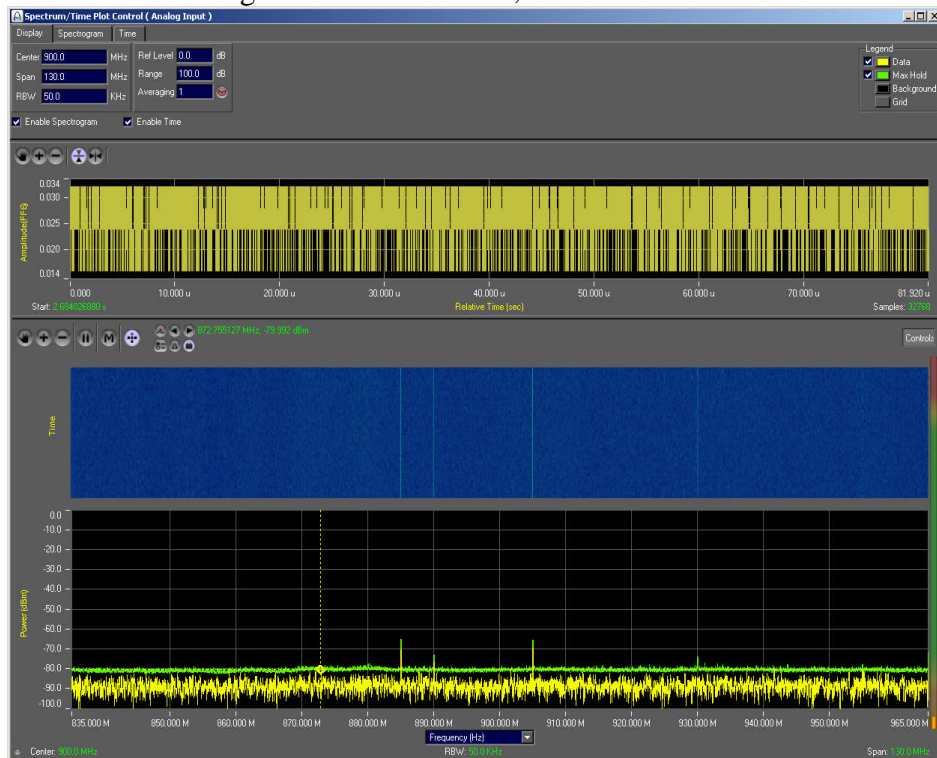 Spectrum/Time Plot Control ( Analog Input )
Display Spectrogram Time
Center 900.0 MHz Ref Level 0.0 dB
Span 130.0 MHz Range 100.0 dB
RBW 50.0 KHz Averaging 1
Enable Spectrogram Enable Time
Legend
Data
Max Hold
Background
Grid
0.034
0.030
0.025
0.020
0.014
Amplitude(FFS)
0.000 10.000 u 20.000 u 30.000 u 40.000 u 50.000 u 60.000 u 70.000 u 81.920 u
Start: 2.684026880 s Relative Time (sec) Samples: 32768
872.755127 MHz, -79.992 dBm
Controls
Time
0.0
-10.0
-20.0
-30.0
-40.0
-50.0
-60.0
-70.0
-80.0
-90.0
-100.0
Power (dBm)
835.000 M 850.000 M 860.000 M 870.000 M 880.000 M 890.000 M 900.000 M 910.000 M 920.000 M 930.000 M 940.000 M 950.000 M 965.000 M
Frequency (Hz)
Center: 900.0 MHz RBW: 50.0 KHz Span: 130.0 MHz